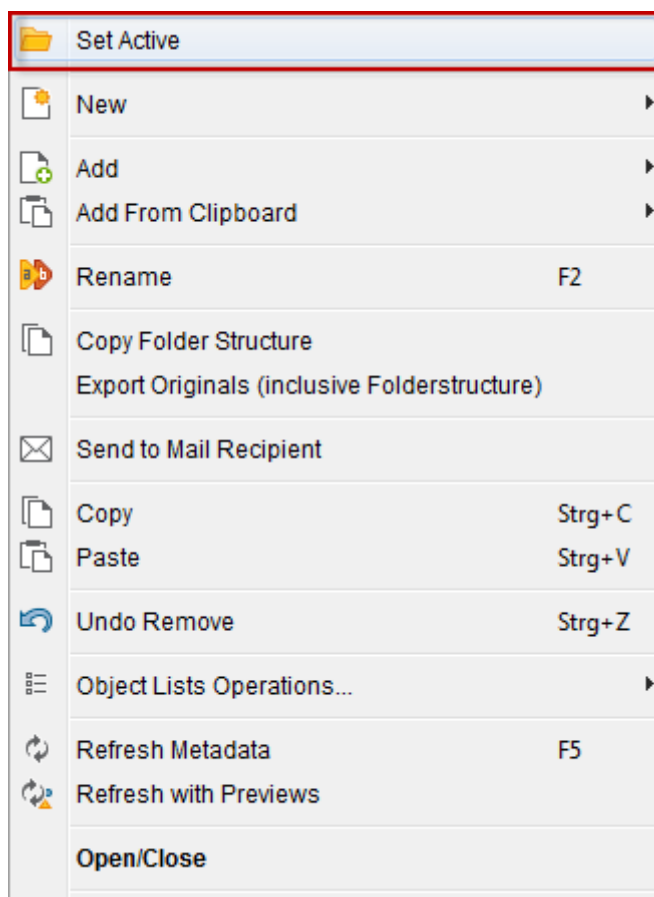 Set Active
New
Add
Add From Clipboard
Rename F2
Copy Folder Structure
Export Originals (inclusive Folderstructure)
Send to Mail Recipient
Copy Strg+C
Paste Strg+V
Undo Remove Strg+Z
Object Lists Operations...
Refresh Metadata F5
Refresh with Previews
Open/Close